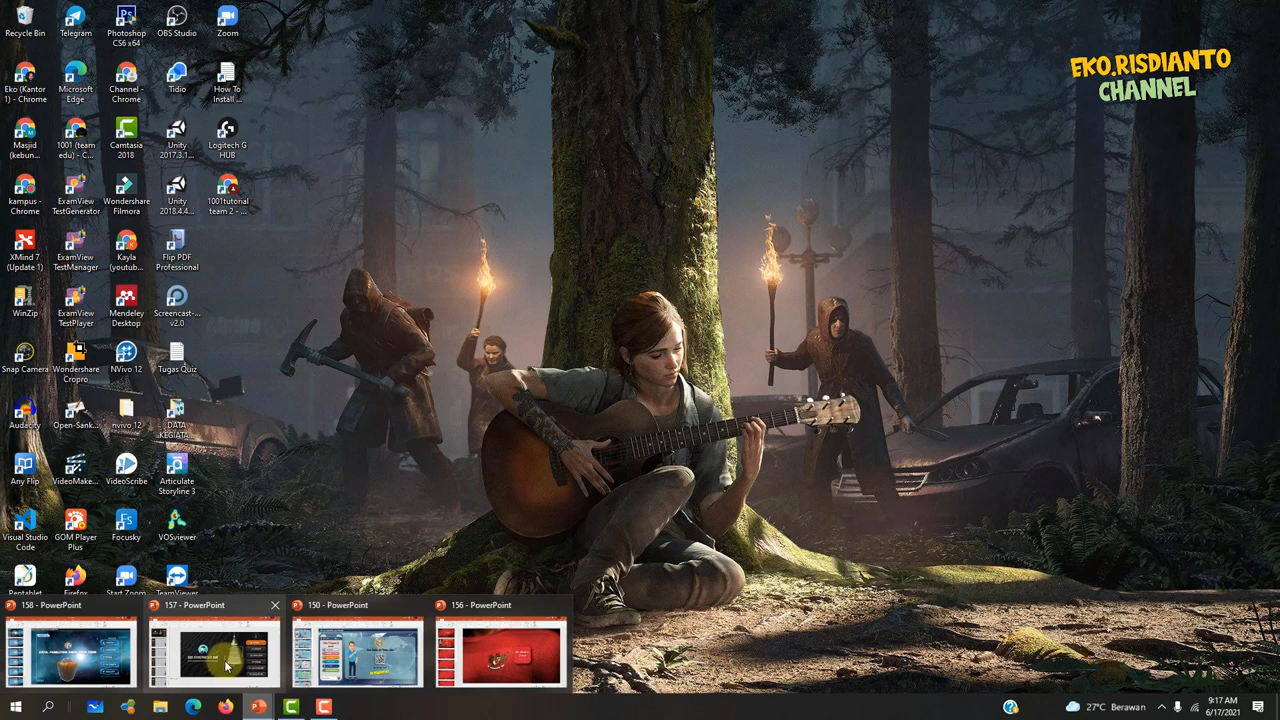 Recycle Bin
Telegram
Photoshop
CS6 x64
OBS Studio
Zoom
Eko (Kantor
1) - Chrome
Microsoft
Edge
Channel -
Chrome
Tidio
How To
Install ...
Masjid
(kebun...
1001 (team
edu) - C...
Camtasia
2018
Unity
2017.3.1...
Logitech G
HUB
kampus -
Chrome
ExamView
TestGenerator
Wondershare
Filmora
Unity
2018.4.4...
1001tutorial
team 2 - ...
XMind 7
(Update 1)
ExamView
TestManager
Kayla
(youtub...
Flip PDF
Professional
WinZip
ExamView
TestPlayer
Mendeley
Desktop
Screencast-...
v2.0
Snap Camera
Wondershare
Cropro
NVivo 12
Tugas Quiz
Audacity
Open-Sank...
nvivo 12
DATA
KEGIATA...
Any Flip
VideoMake...
VideoScribe
Articulate
Storyline 3
Visual Studio
Code
GOM Player
Plus
Focusky
VOSviewer
Pentablet
Firefox
Start Zoom
TeamViewer
EKO.RISDIANTO
CHANNEL
158 - PowerPoint
157 - PowerPoint
150 - PowerPoint
156 - PowerPoint
27°C Berawan
9:17 AM
6/17/2021